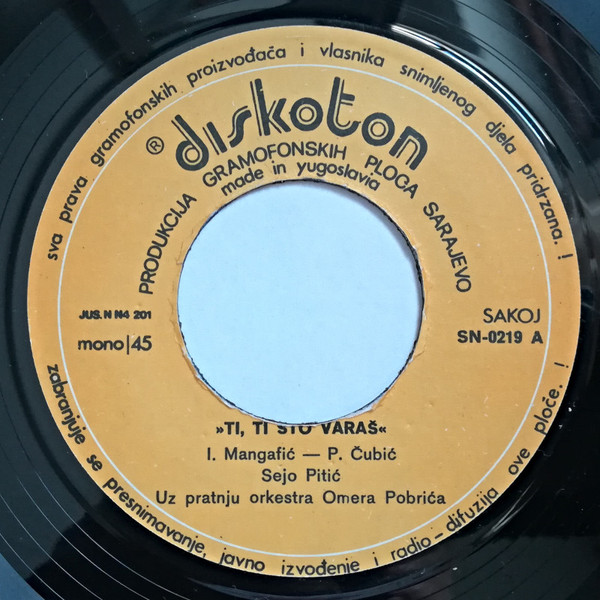 sva prava gramofonskih proizvođača i vlasnika snimljenog djela pridržana. !
® diskoton
PRODUKCIJA GRAMOFONSKIH PLOČA SARAJEVO
made in yugoslavia
JUS. N N4 201
mono|45
SAKOJ
SN-0219 A
»TI, TI ŠTO VARAŠ«
I. Mangafić — P. Čubić
Sejo Pitić
Uz pratnju orkestra Omera Pobrića
zabranjuje se presnimavanje, javno izvođenje i radio-difuzija ove ploče. !